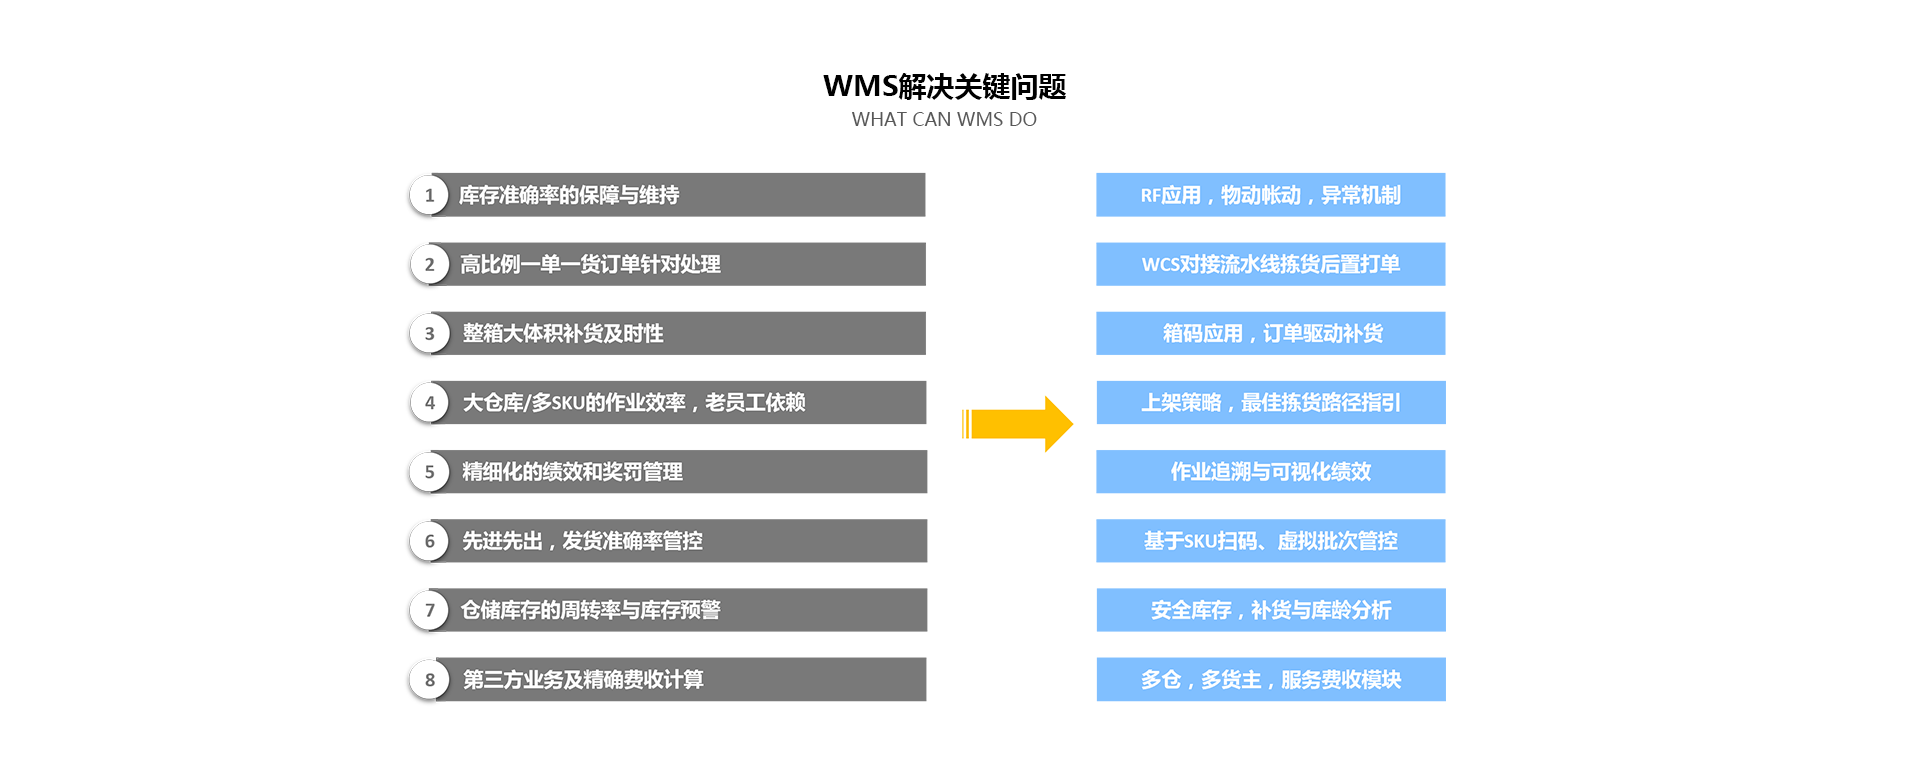 WMS解决关键问题
WHAT CAN WMS DO
1 库存准确率的保障与维持
RF应用，物动帐动，异常机制
2 高比例一单一货订单针对处理
WCS对接流水线拣货后置打单
3 整箱大体积补货及时性
箱码应用，订单驱动补货
4 大仓库/多SKU的作业效率，老员工依赖
上架策略，最佳拣货路径指引
5 精细化的绩效和奖罚管理
作业追溯与可视化绩效
6 先进先出，发货准确率管控
基于SKU扫码、虚拟批次管控
7 仓储库存的周转率与库存预警
安全库存，补货与库龄分析
8 第三方业务及精确费收计算
多仓，多货主，服务费收模块